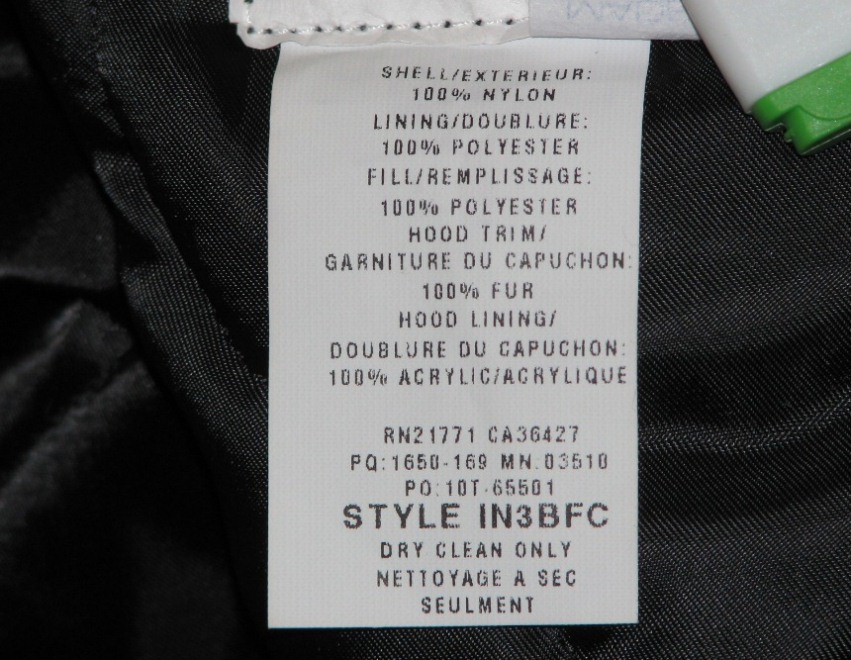 SHELL/EXTERIEUR:
100% NYLON
LINING/DOUBLURE:
100% POLYESTER
FILL/REMPLISSAGE:
100% POLYESTER
HOOD TRIM/
GARNITURE DU CAPUCHON:
100% FUR
HOOD LINING/
DOUBLURE DU CAPUCHON:
100% ACRYLIC/ACRYLIQUE
RN21771 CA36427
PQ:1650-169 MN:03510
PO:10T-65501
STYLE IN3BFC
DRY CLEAN ONLY
NETTOYAGE A SEC
SEULMENT